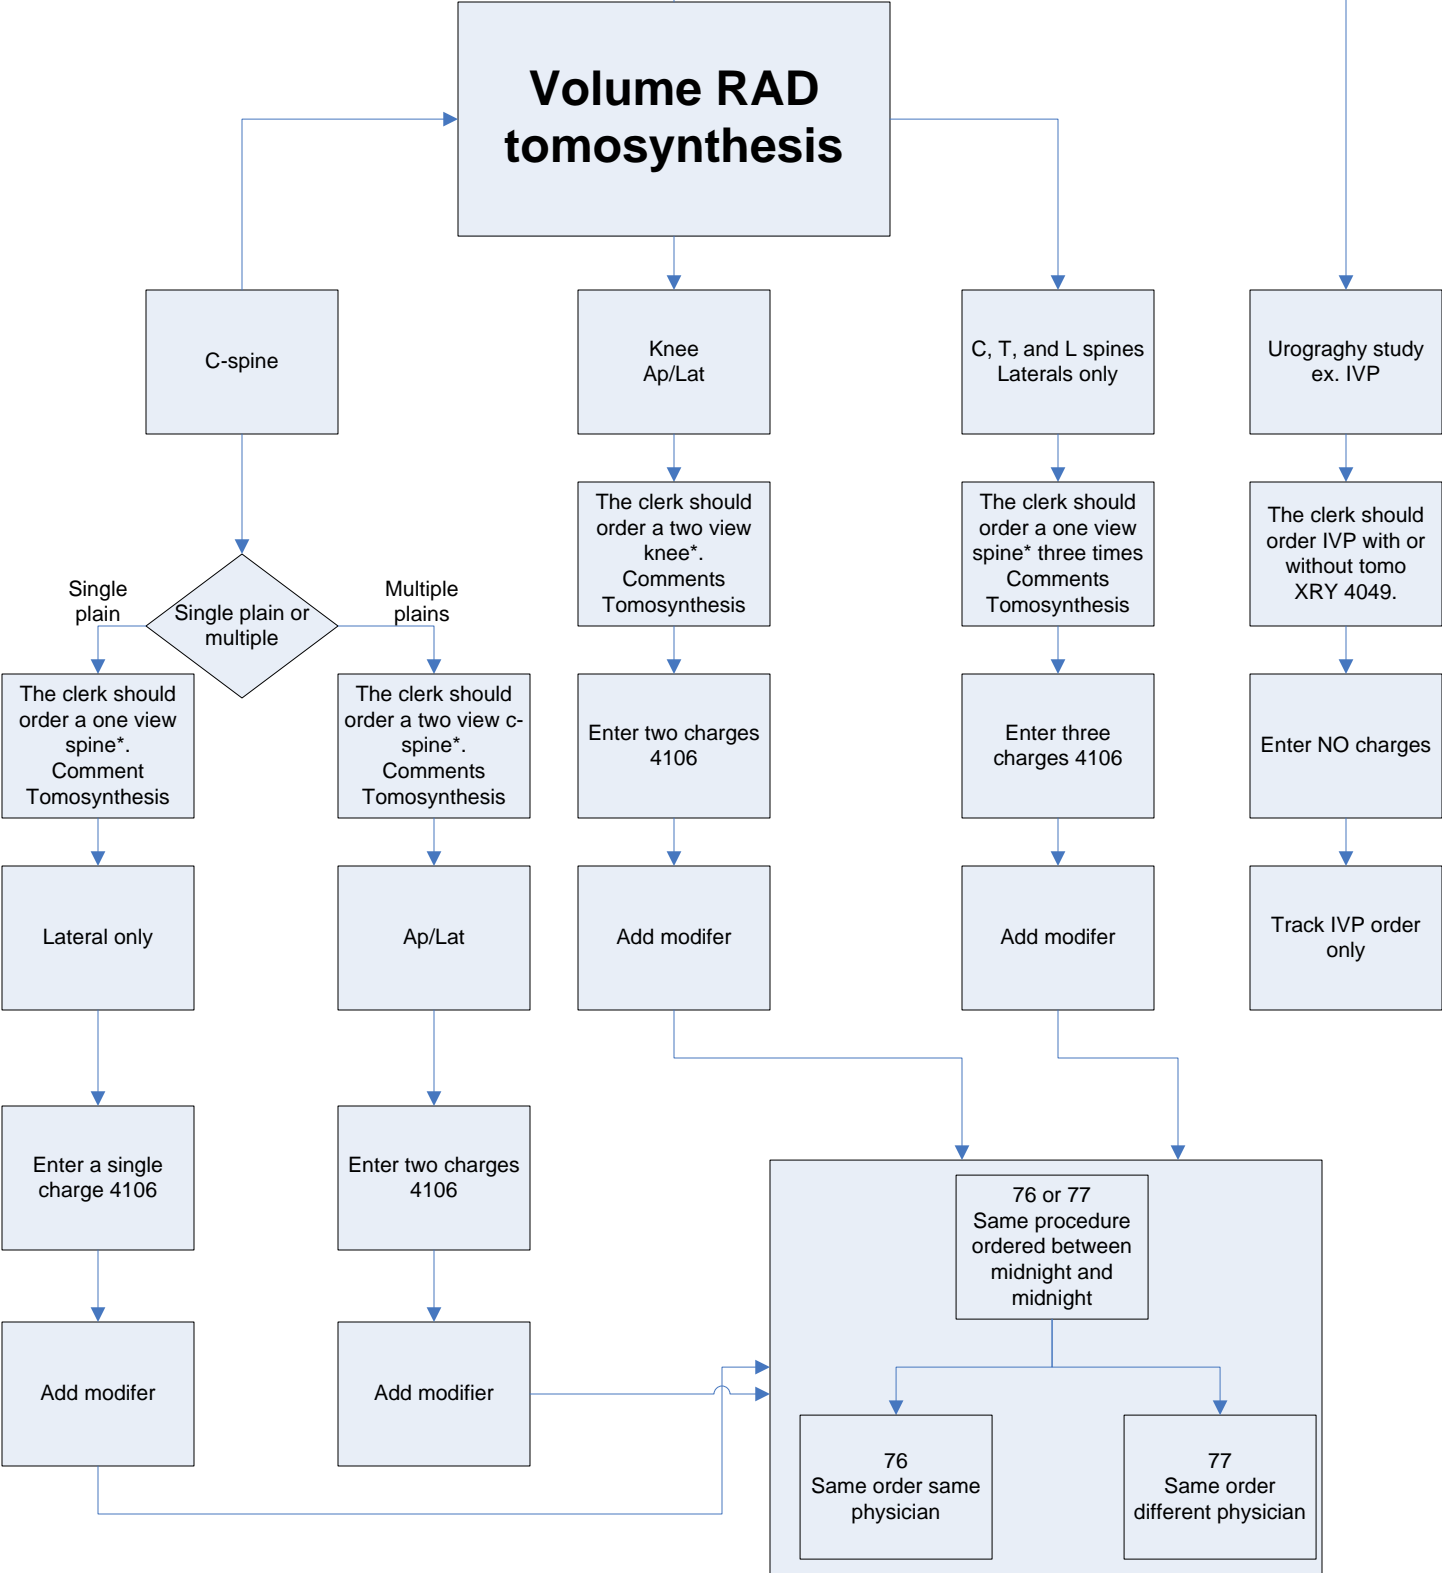 Volume RAD
tomosynthesis
C-spine
Knee
Ap/Lat
C, T, and L spines
Laterals only
Urograghy study
ex. IVP
The clerk should
order a two view
knee*.
Comments
Tomosynthesis
The clerk should
order a one view
spine* three times
Comments
Tomosynthesis
The clerk should
order IVP with or
without tomo
XRY 4049.
Single
plain
Single plain or
multiple
Multiple
plains
The clerk should
order a one view
spine*.
Comment
Tomosynthesis
The clerk should
order a two view c-
spine*.
Comments
Tomosynthesis
Enter two charges
4106
Enter three
charges 4106
Enter NO charges
Lateral only
Ap/Lat
Add modifer
Add modifer
Track IVP order
only
Enter a single
charge 4106
Enter two charges
4106
76 or 77
Same procedure
ordered between
midnight and
midnight
Add modifer
Add modifier
76
Same order same
physician
77
Same order
different physician